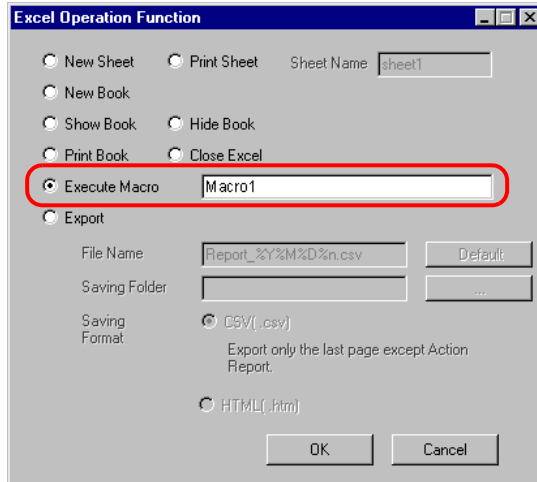 Excel Operation Function
New Sheet Print Sheet Sheet Name sheet1
New Book
Show Book Hide Book
Print Book Close Excel
Execute Macro Macro1
Export
File Name Report_%Y%M%D%n.csv Default
Saving Folder ...
Saving CSV( .csv)
Format
Export only the last page except Action
Report.
HTML( .htm)
OK Cancel